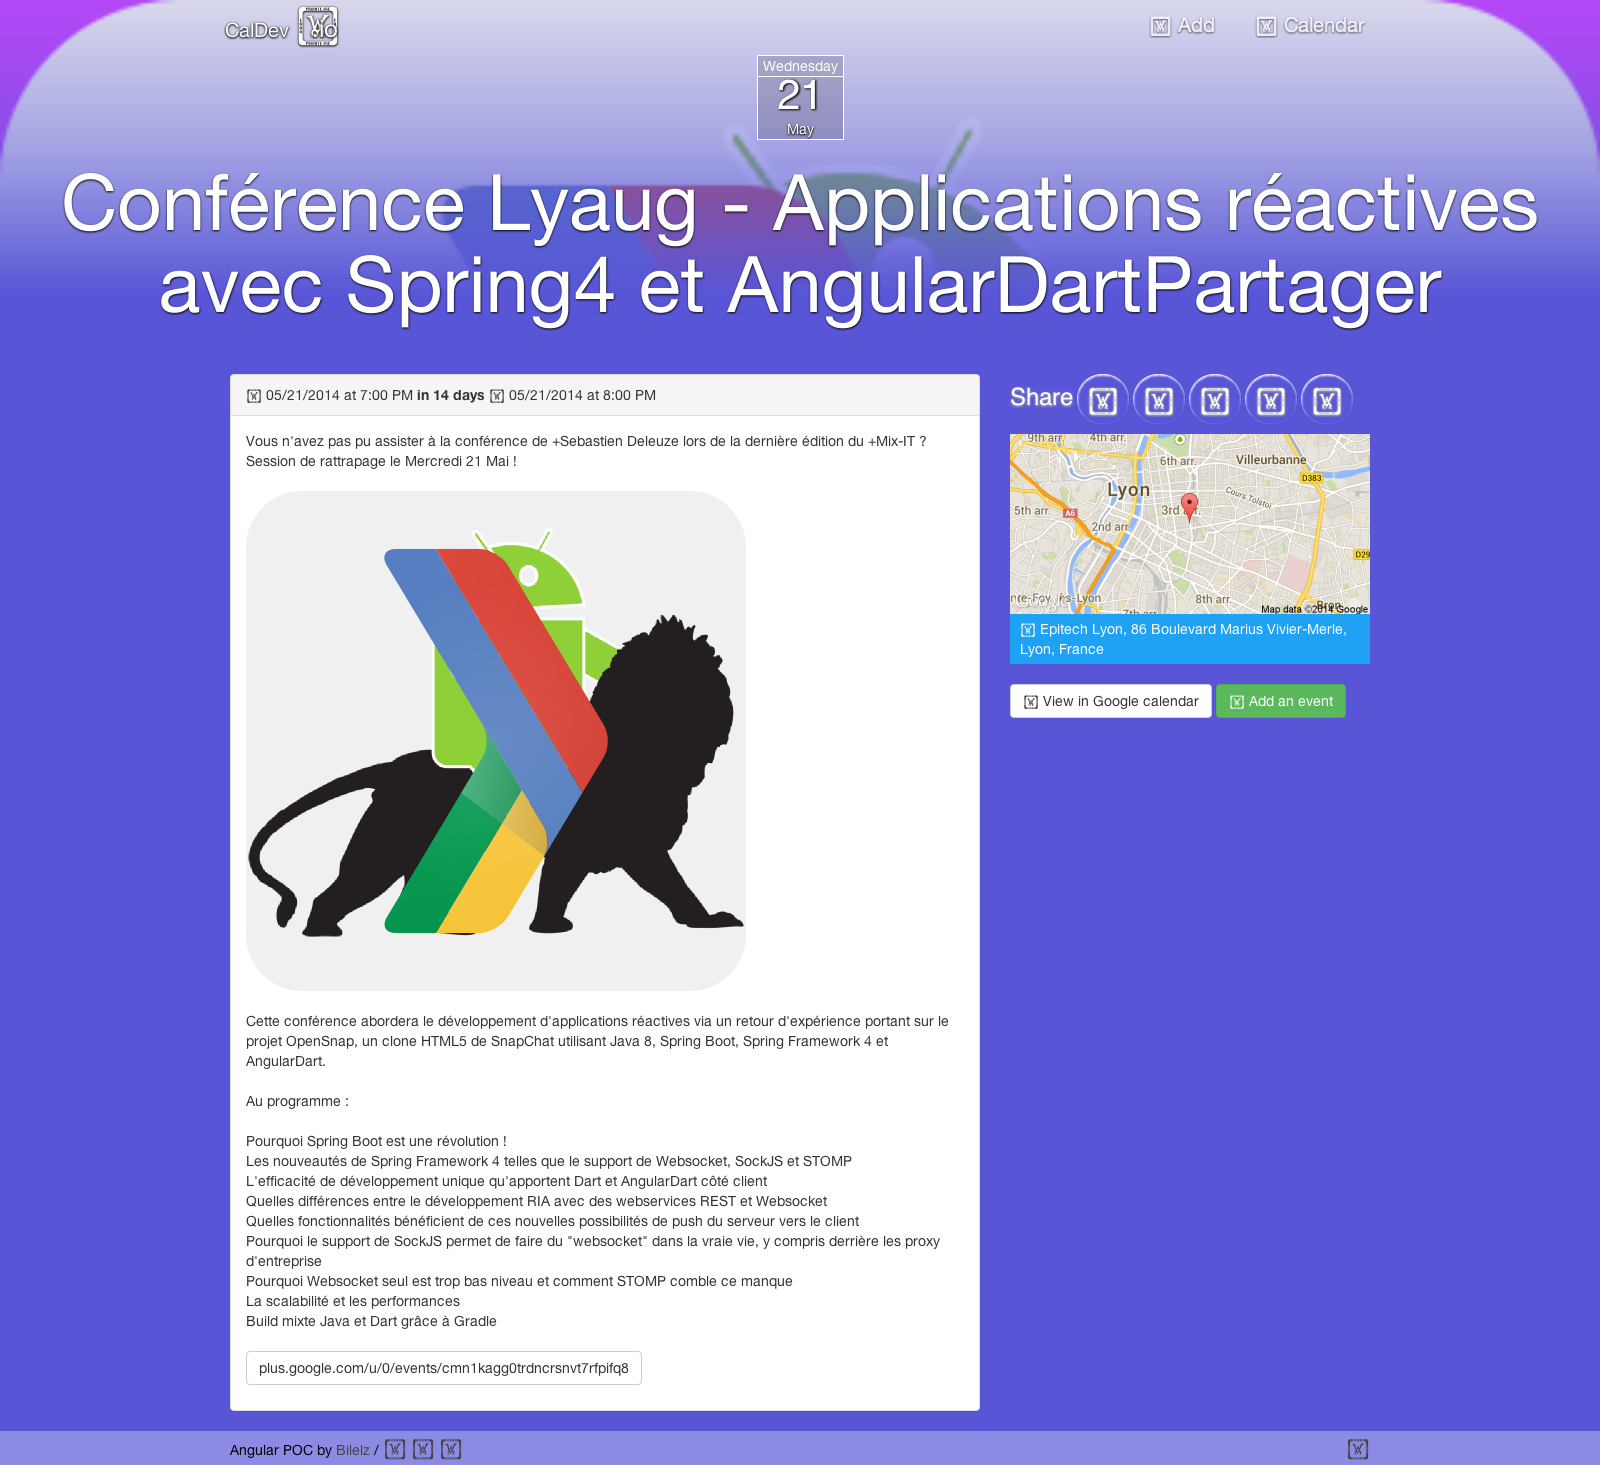 CalDev
Add
Calendar
Wednesday
21
May
Conférence Lyaug - Applications réactives
avec Spring4 et AngularDartPartager
05/21/2014 at 7:00 PM in 14 days 05/21/2014 at 8:00 PM
Vous n'avez pas pu assister à la conférence de +Sebastien Deleuze lors de la dernière édition du +Mix-IT ?
Session de rattrapage le Mercredi 21 Mai !
Cette conférence abordera le développement d'applications réactives via un retour d'expérience portant sur le
projet OpenSnap, un clone HTML5 de SnapChat utilisant Java 8, Spring Boot, Spring Framework 4 et
AngularDart.
Au programme :
Pourquoi Spring Boot est une révolution !
Les nouveautés de Spring Framework 4 telles que le support de Websocket, SockJS et STOMP
L'efficacité de développement unique qu'apportent Dart et AngularDart côté client
Quelles différences entre le développement RIA avec des webservices REST et Websocket
Quelles fonctionnalités bénéficient de ces nouvelles possibilités de push du serveur vers le client
Pourquoi le support de SockJS permet de faire du "websocket" dans la vraie vie, y compris derrière les proxy
d'entreprise
Pourquoi Websocket seul est trop bas niveau et comment STOMP comble ce manque
La scalabilité et les performances
Build mixte Java et Dart grâce à Gradle
plus.google.com/u/0/events/cmn1kagg0trdncrsnvt7rfpifq8
Share
9th arr.
4th arr.
6th arr.
Villeurbanne
D383
Lyon
Cours Tolstoï
5th arr.
A6
3rd arr.
2nd arr.
D29
8th arr.
7th arr.
Bron
Map data ©2014 Google
Epitech Lyon, 86 Boulevard Marius Vivier-Merle,
Lyon, France
View in Google calendar
Add an event
Angular POC by Bilelz /